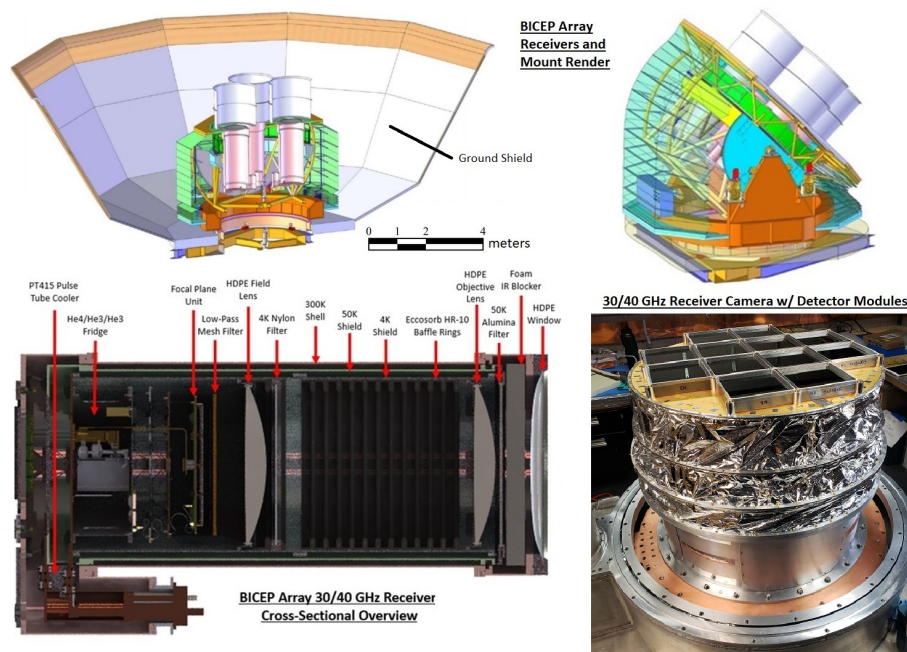 BICEP Array
Receivers and
Mount Render
Ground Shield
0 1 2 4
meters
PT415 Pulse
Tube Cooler
He4/He3/He3
Fridge
Focal Plane
Unit
Low-Pass
Mesh Filter
HDPE Field
Lens
4K Nylon
Filter
300K
Shell
50K
Shield
4K
Shield
Eccosorb HR-10
Baffle Rings
HDPE
Objective
Lens
50K
Alumina
Filter
Foam
IR Blocker
HDPE
Window
BICEP Array 30/40 GHz Receiver
Cross-Sectional Overview
30/40 GHz Receiver Camera w/ Detector Modules